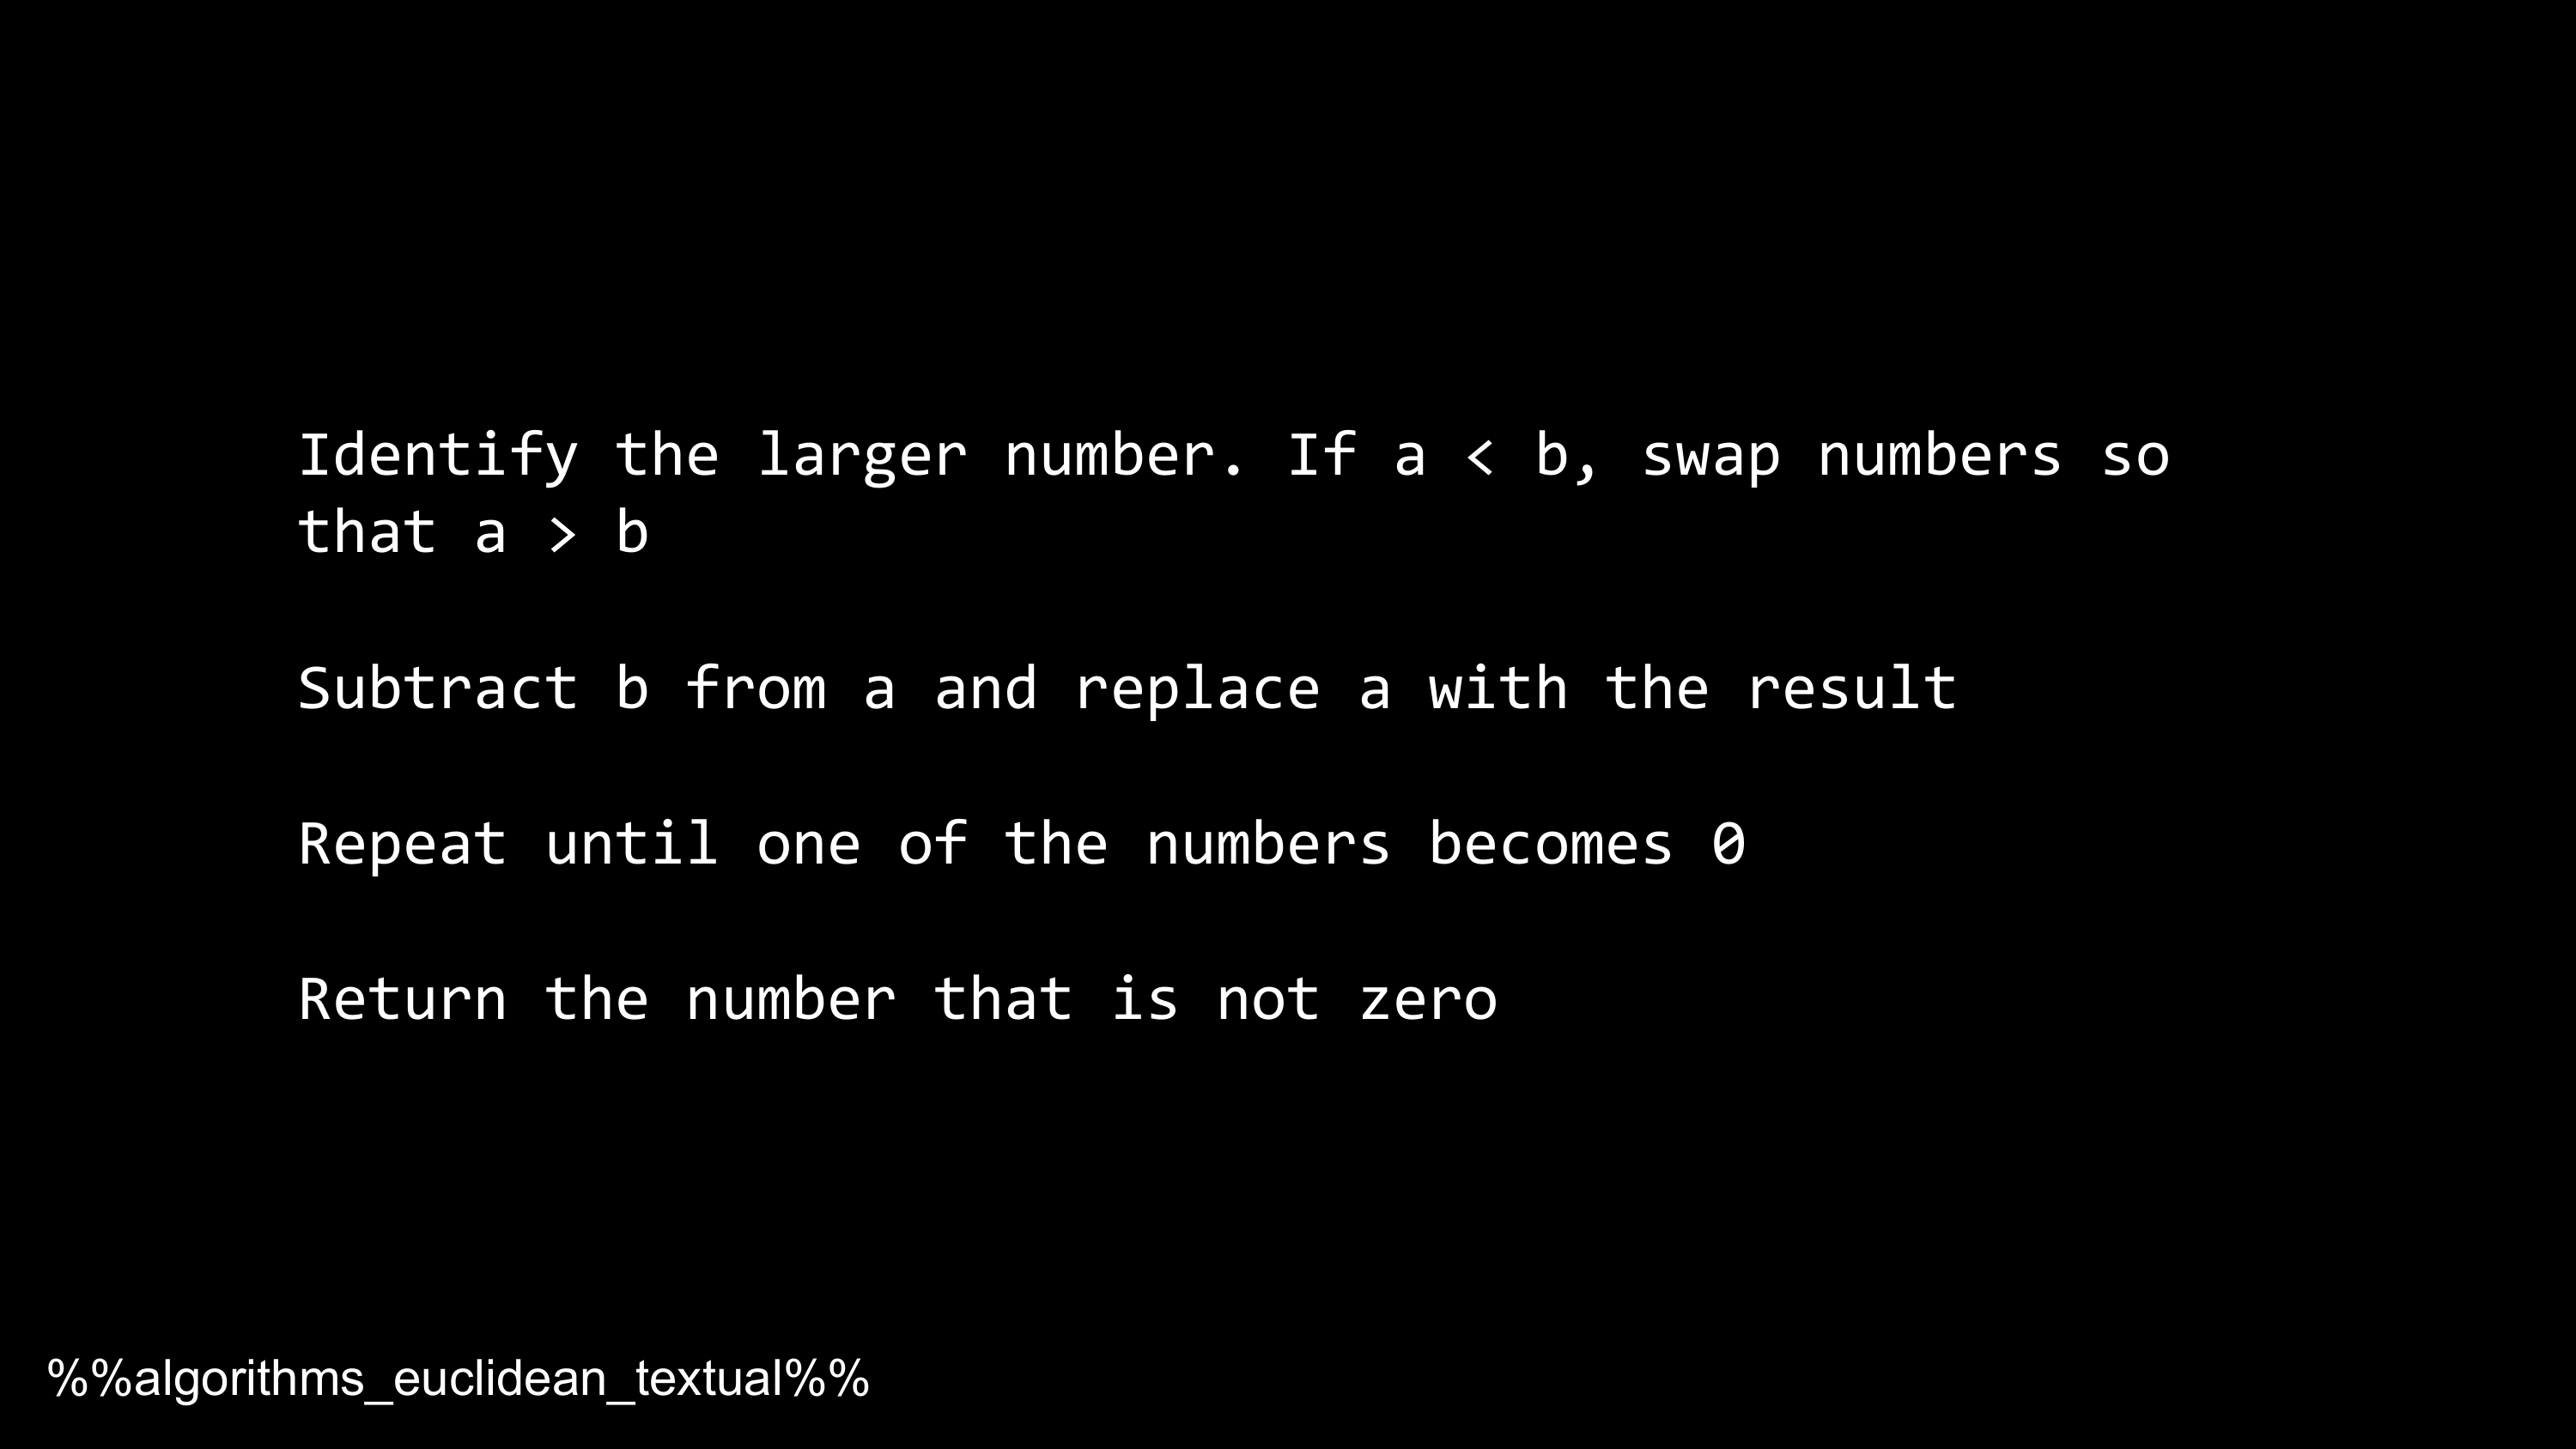 Identify the larger number. If a < b, swap numbers so
that a > b
Subtract b from a and replace a with the result
Repeat until one of the numbers becomes 0
Return the number that is not zero
%%algorithms_euclidean_textual%%